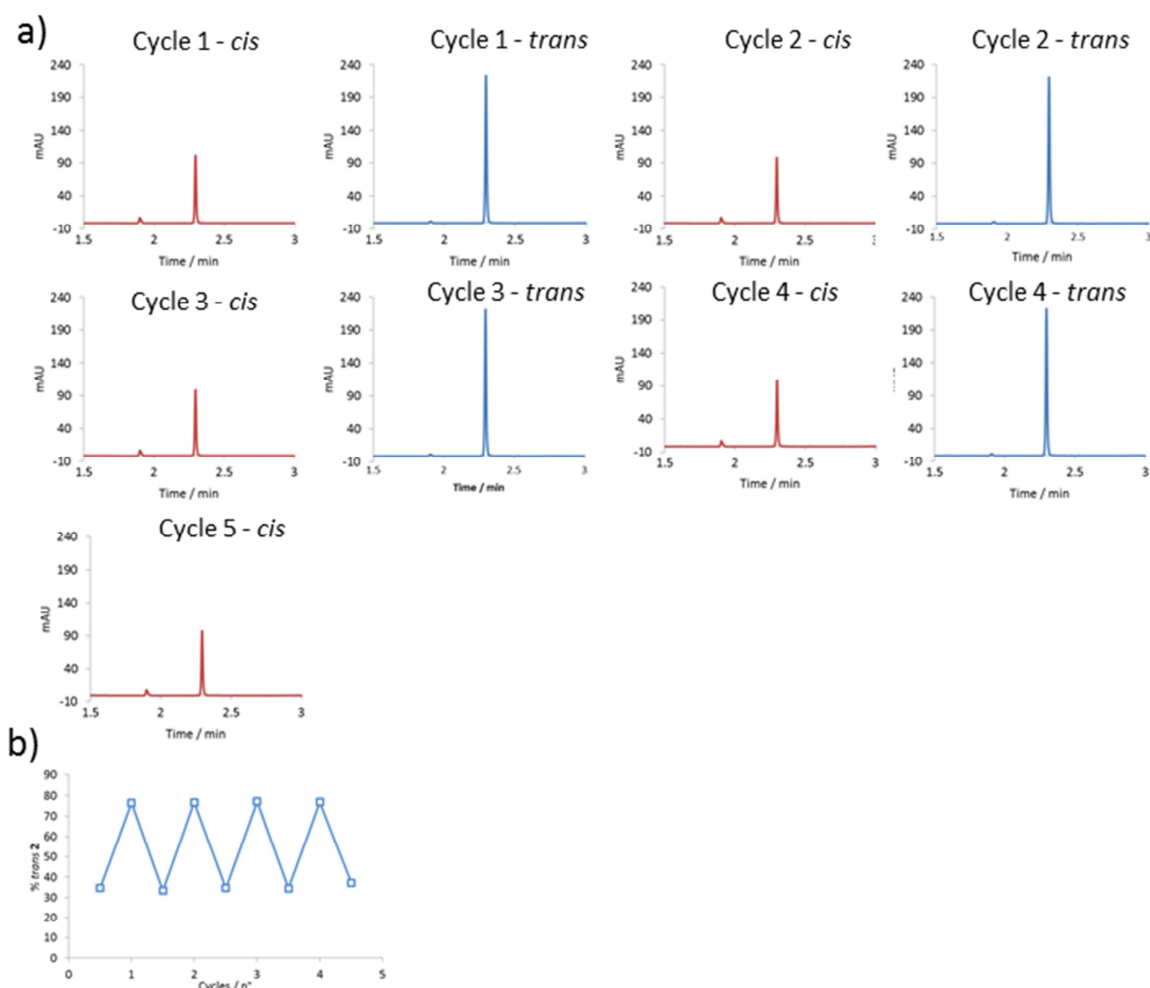 a)
Cycle 1 - cis
240
190
140
90
40
-10
mAU
1.5 2 2.5 3
Time / min
Cycle 1 - trans
240
190
140
90
40
-10
mAU
1.5 2 2.5 3
Time / min
Cycle 2 - cis
240
190
140
90
40
-10
mAU
1.5 2 2.5
Time / min
Cycle 2 - trans
240
190
140
90
40
-10
mAU
1.5 2 2.5 3
Time / min
Cycle 3 - cis
240
190
140
90
40
-10
mAU
1.5 2 2.5 3
Time / min
Cycle 3 - trans
240
190
140
90
40
-10
mAU
1.5 2 2.5 3
Time / min
Cycle 4 - cis
240
190
140
90
40
-10
mAU
1.5 2 2.5 3
Time / min
Cycle 4 - trans
240
190
140
90
40
-10
1.5 2 2.5 3
Time / min
Cycle 5 - cis
240
190
140
90
40
-10
mAU
1.5 2 2.5 3
Time / min
b)
90
80
70
60
50
40
30
20
10
0
% trans 2
0 1 2 3 4 5
Cycles / n°